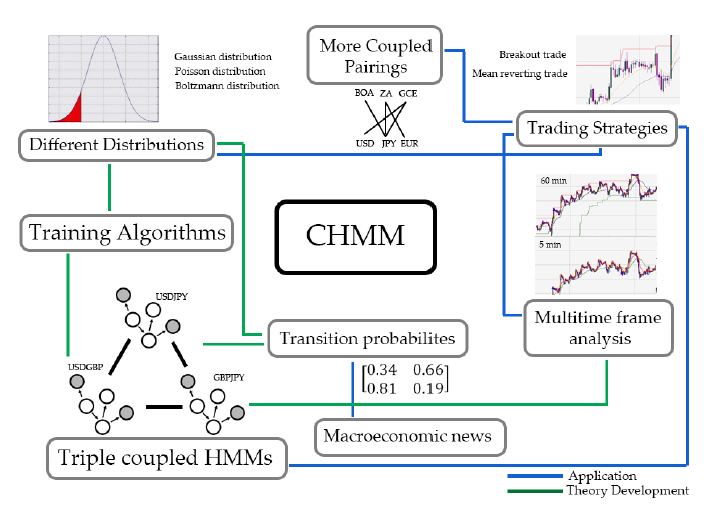 More Coupled
Pairings
Gaussian distribution
Poisson distribution
Boltzmann distribution
Breakout trade
Mean reverting trade
BOA ZA GCE
USD JPY EUR
Different Distributions
Trading Strategies
60 min
5 min
Training Algorithms
CHMM
USDJPY
USDGBP
GBPJPY
Transition probabilites
Multitime frame
analysis
0.34 0.66
0.81 0.19
Macroeconomic news
Triple coupled HMMs
Application
Theory Development